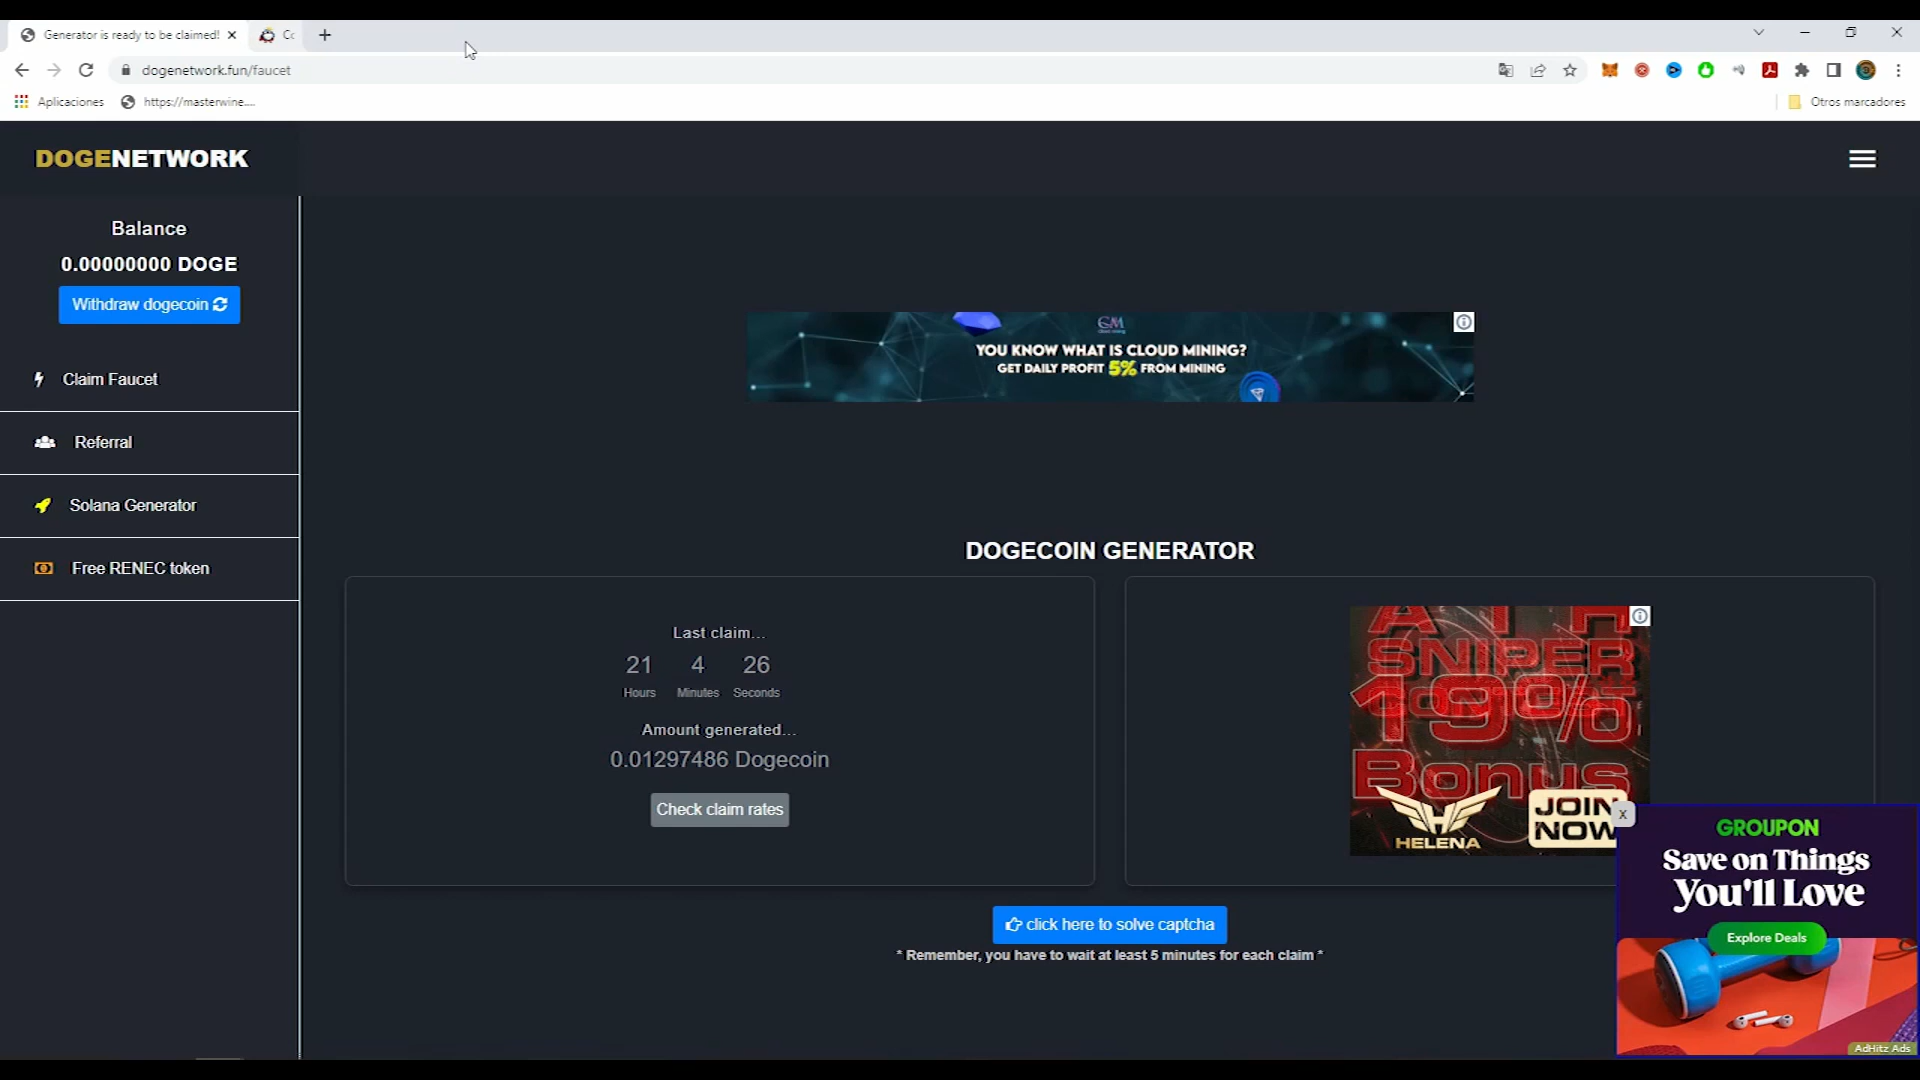 Generator is ready to be claimed!
dogenetwork.fun/faucet
Aplicaciones
https://masterwine....
Otros marcadores
DOGENETWORK
Balance
0.00000000 DOGE
Withdraw dogecoin
Claim Faucet
Referral
Solana Generator
Free RENEC token
GM
YOU KNOW WHAT IS CLOUD MINING?
GET DAILY PROFIT 5% FROM MINING
DOGECOIN GENERATOR
Last claim...
21 4 26
Hours Minutes Seconds
Amount generated...
0.01297486 Dogecoin
Check claim rates
SNIPER
19%
Bonus
HELENA
JOIN
NOW
click here to solve captcha
* Remember, you have to wait at least 5 minutes for each claim *
x
GROUPON
Save on Things
You'll Love
Explore Deals
AdHitz Ads